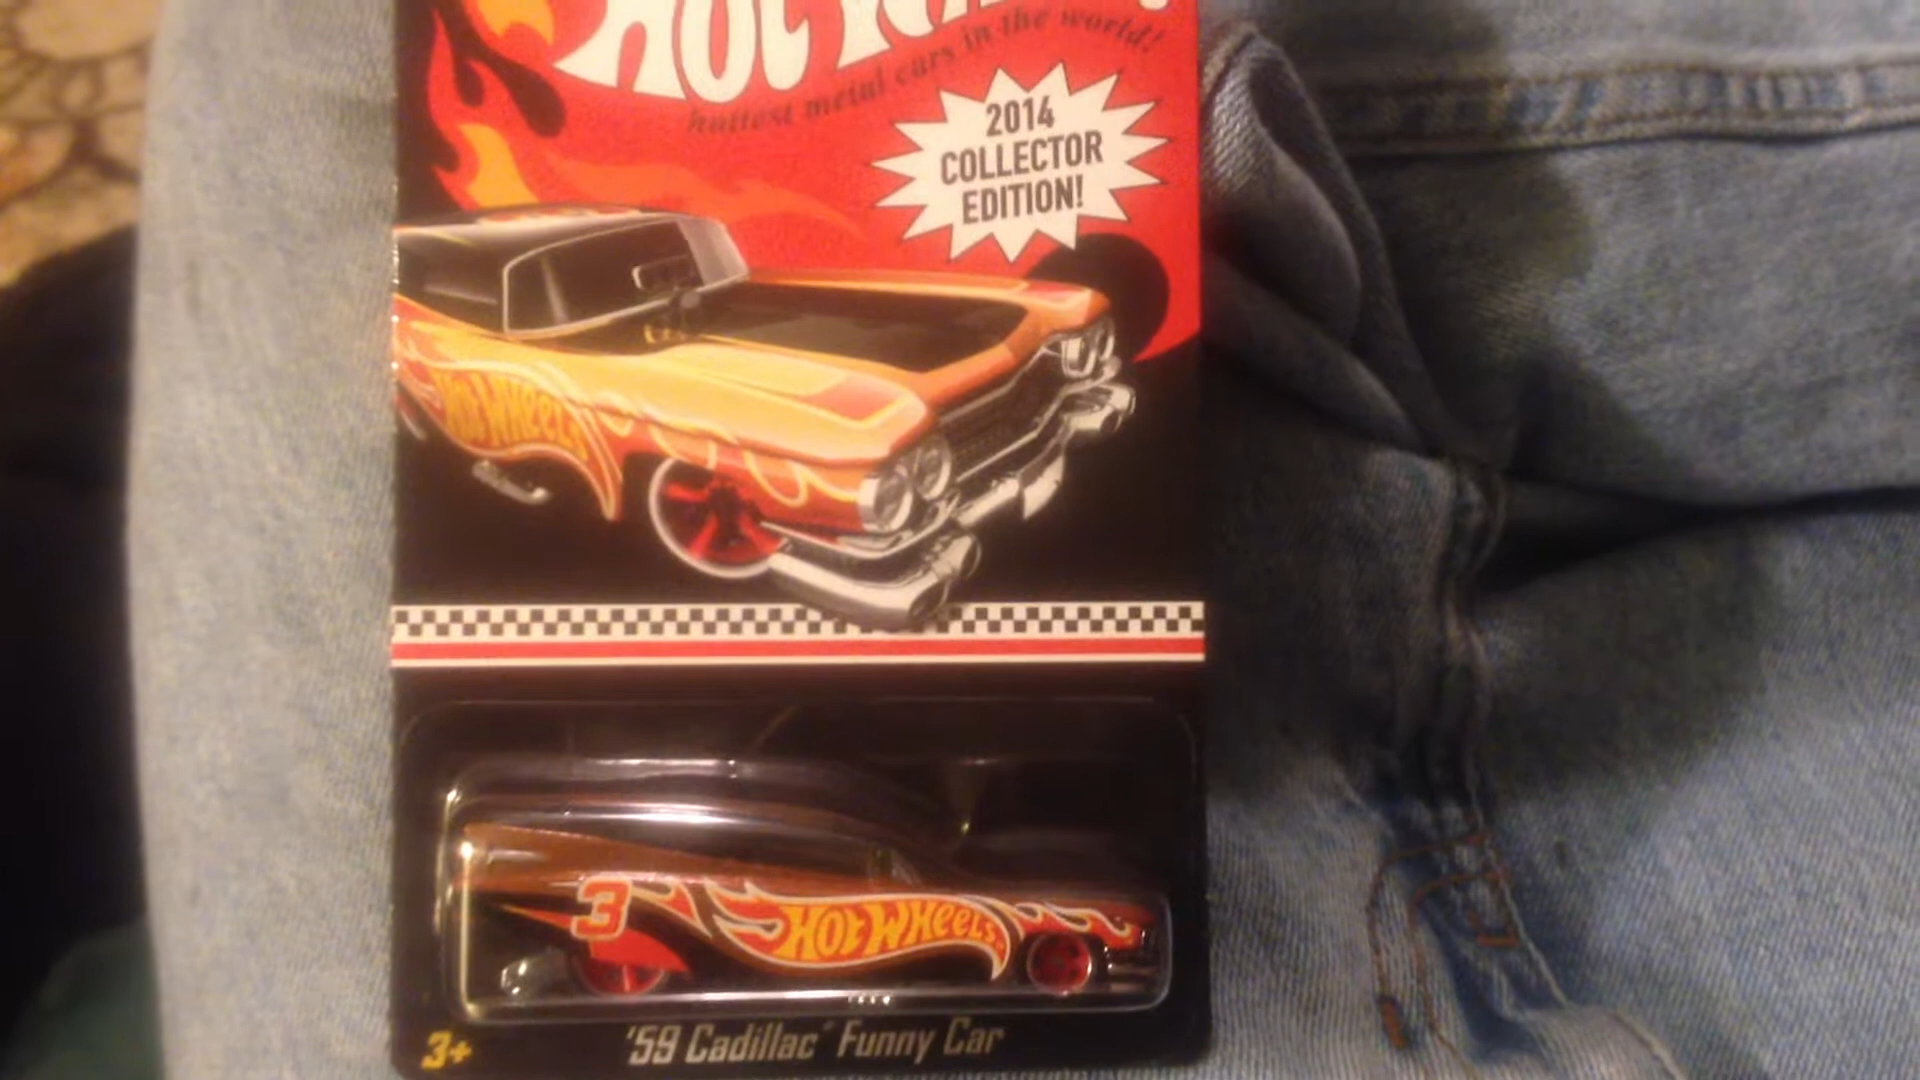 HOT
hottest metal cars in the world!
2014
COLLECTOR
EDITION!
HOT WHEELS
3
HOT WHEELS
'59 Cadillac® Funny Car
3+